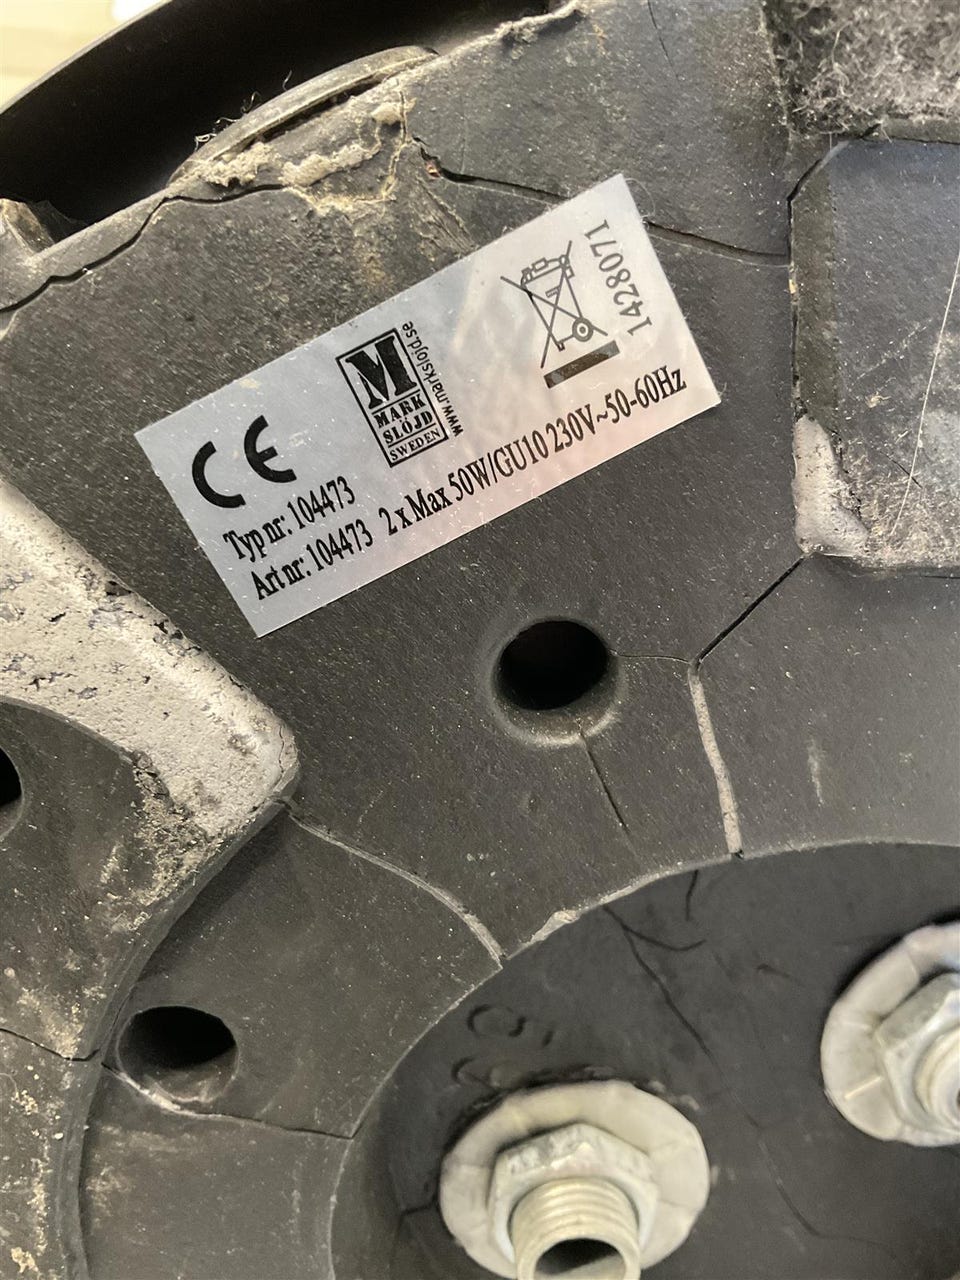 CE
Typ nr: 104473
Art nr: 104473 2 x Max 50W/GU10 230V~50-60Hz
M
MARK
SLÖJD
SWEDEN
www.markslojd.se
1428071